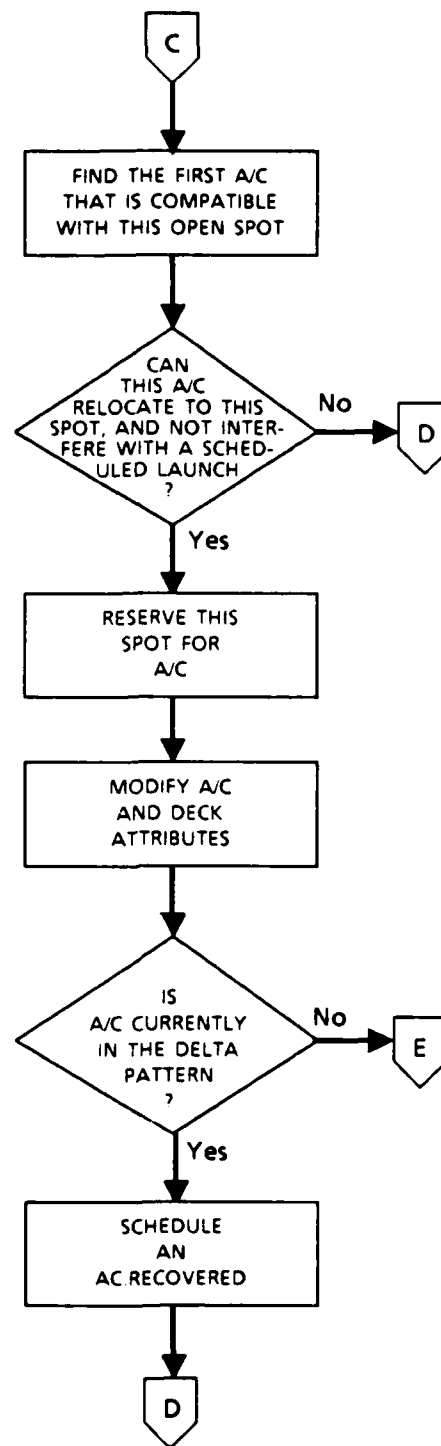 C
FIND THE FIRST A/C
THAT IS COMPATIBLE
WITH THIS OPEN SPOT
CAN
THIS A/C
RELOCATE TO THIS
SPOT, AND NOT INTER-
FERE WITH A SCHED-
ULED LAUNCH
?
No
D
Yes
RESERVE THIS
SPOT FOR
A/C
MODIFY A/C
AND DECK
ATTRIBUTES
IS
A/C CURRENTLY
IN THE DELTA
PATTERN
?
No
E
Yes
SCHEDULE
AN
AC.RECOVERED
D